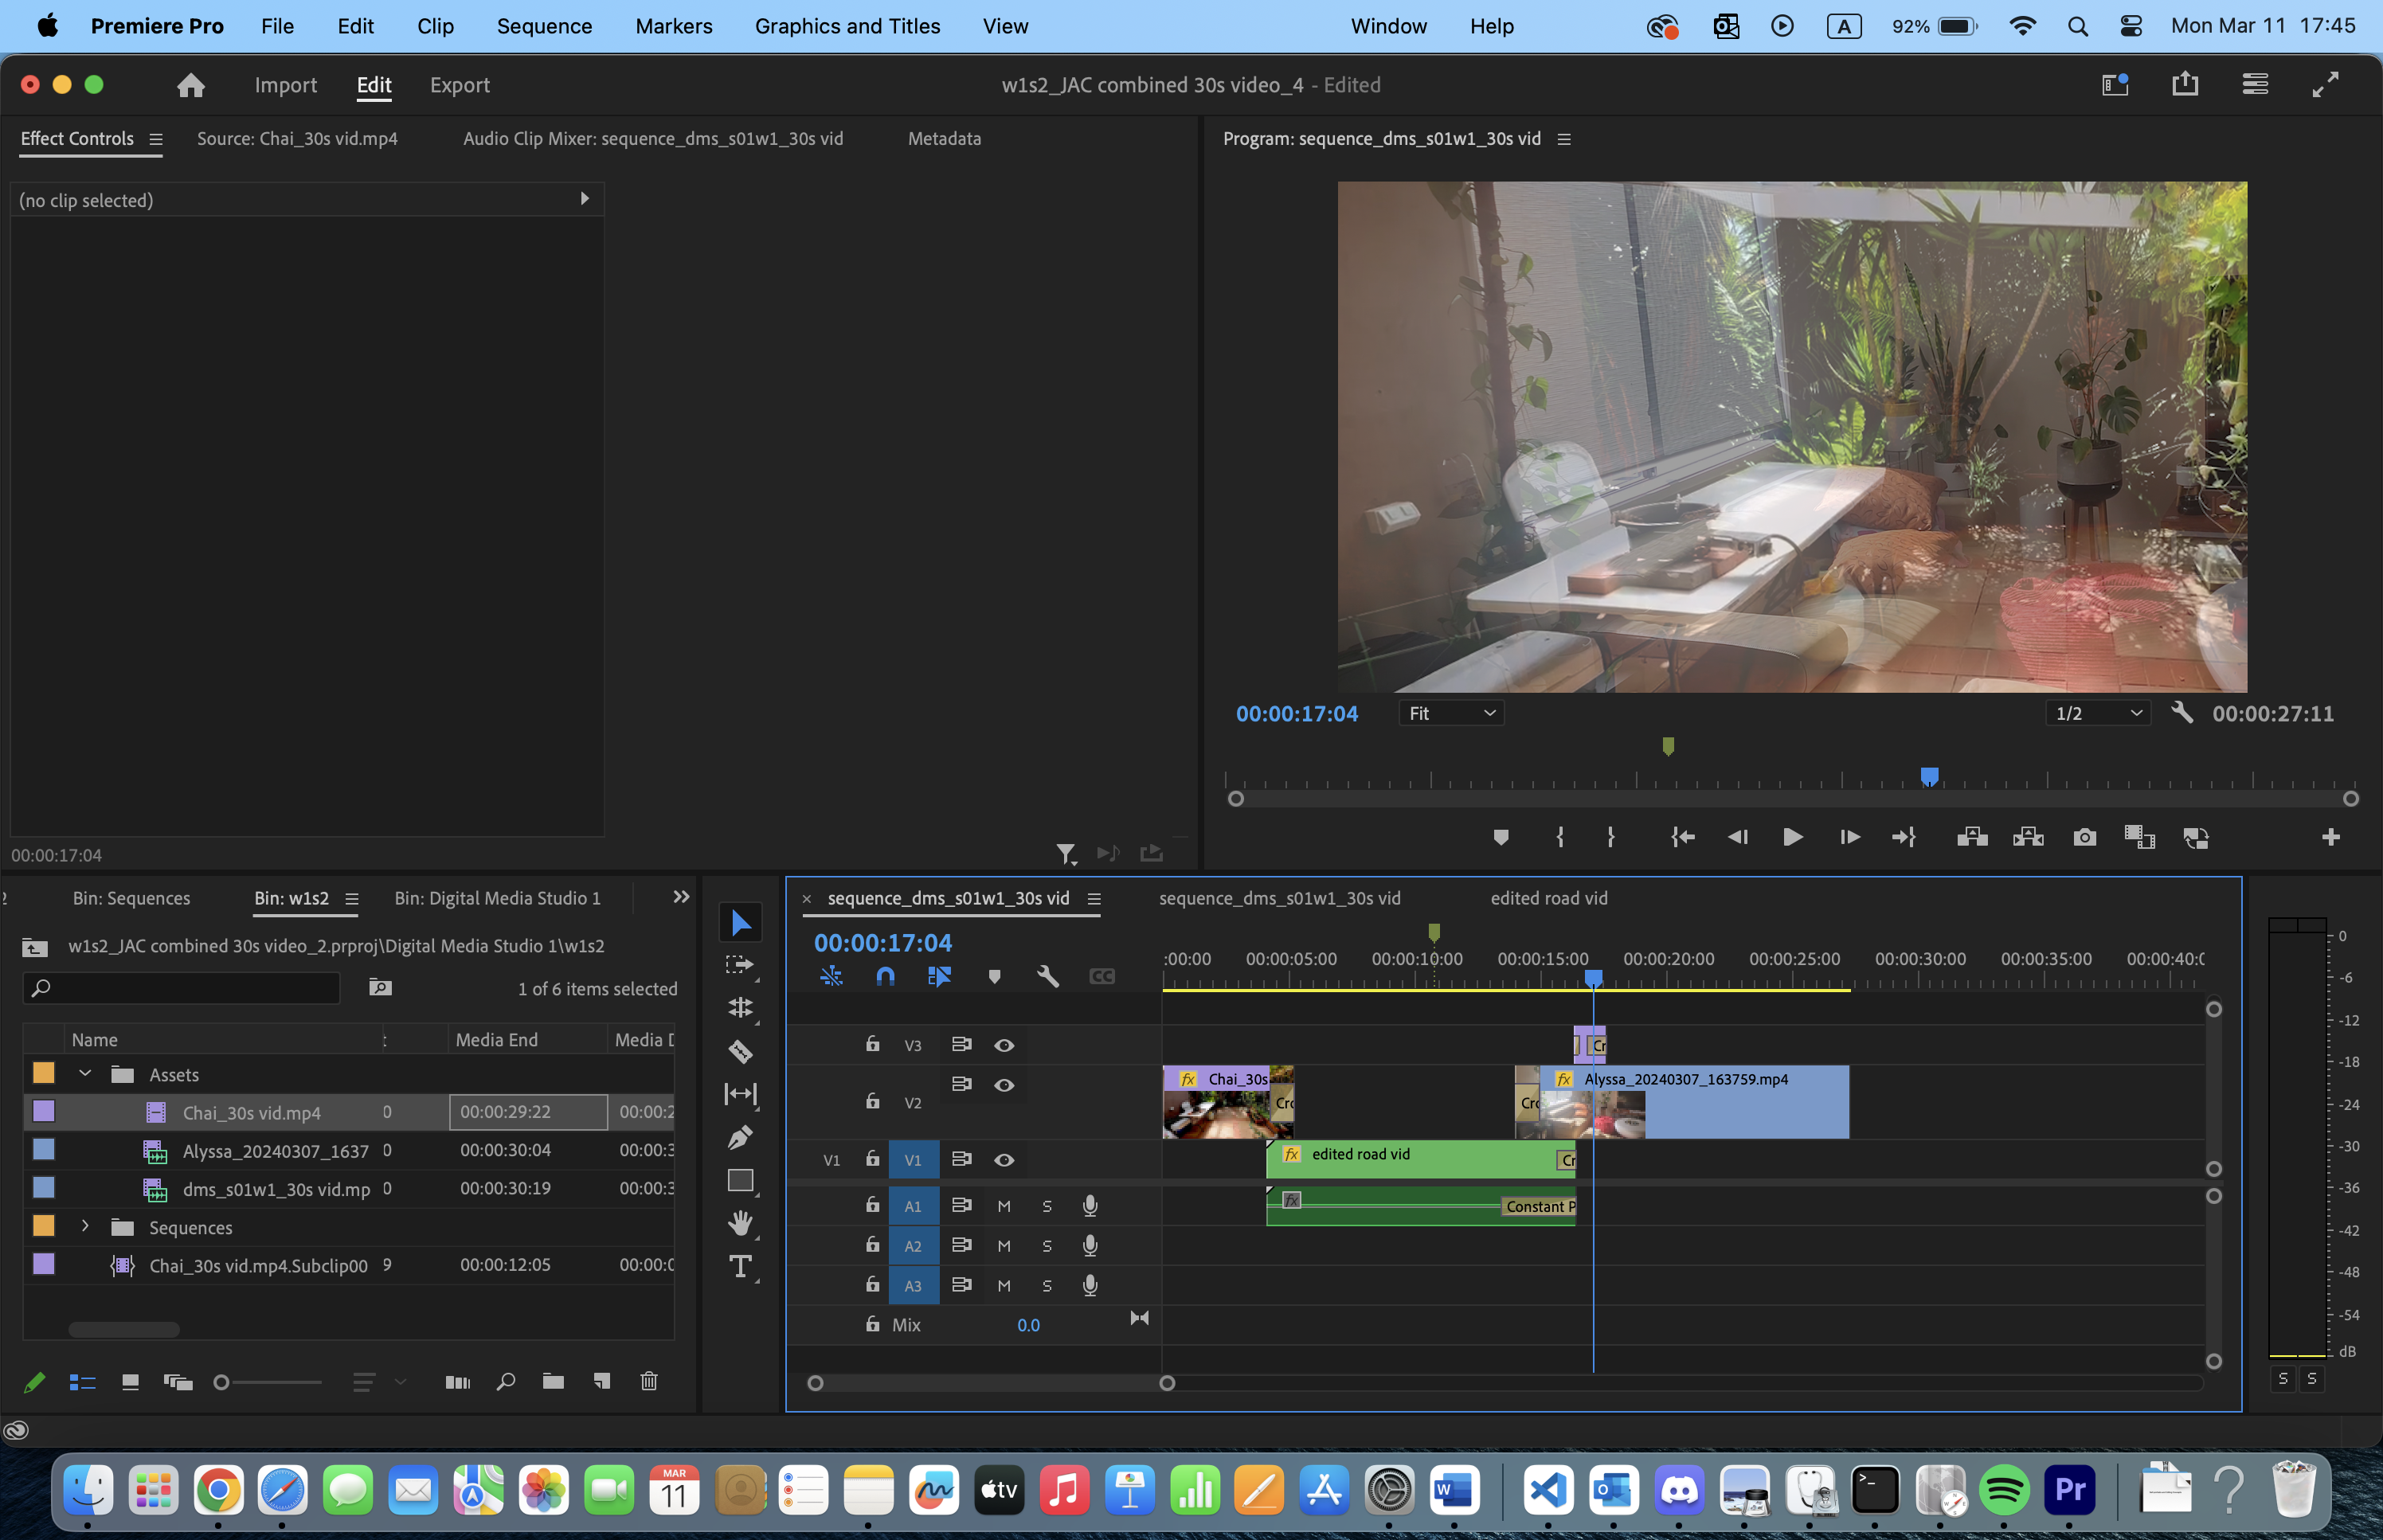 Premiere Pro File Edit Clip Sequence Markers Graphics and Titles View Window Help A 92% Mon Mar 11 17:45
Import Edit Export w1s2_JAC combined 30s video_4 - Edited
Effect Controls Source: Chai_30s vid.mp4 Audio Clip Mixer: sequence_dms_s01w1_30s vid Metadata
Program: sequence_dms_s01w1_30s vid
(no clip selected)
00:00:17:04 Fit 1/2 00:00:27:11
00:00:17:04
2 Bin: Sequences Bin: w1s2 Bin: Digital Media Studio 1
w1s2_JAC combined 30s video_2.prproj\Digital Media Studio 1\w1s2
1 of 6 items selected
Name Media End Media
Assets
Chai_30s vid.mp4 0 00:00:29:22 00:00:2
Alyssa_20240307_1637 0 00:00:30:04 00:00:3
dms_s01w1_30s vid.mp 0 00:00:30:19 00:00:3
Sequences
Chai_30s vid.mp4.Subclip00 9 00:00:12:05 00:00:0
T
× sequence_dms_s01w1_30s vid sequence_dms_s01w1_30s vid edited road vid
00:00:17:04
CC
:00:00 00:00:05:00 00:00:10:00 00:00:15:00 00:00:20:00 00:00:25:00 00:00:30:00 00:00:35:00 00:00:40:0
V3 Cr
fx Chai_30s fx Alyssa_20240307_163759.mp4
V2 Cro Cro
V1 V1 fx edited road vid Cr
A1 M S fx Constant P
A2 M S
A3 M S
Mix 0.0
0
-6
-12
-18
-24
-30
-36
-42
-48
-54
dB
S S
MAR
11
tv
W
O
>_
Pr
?